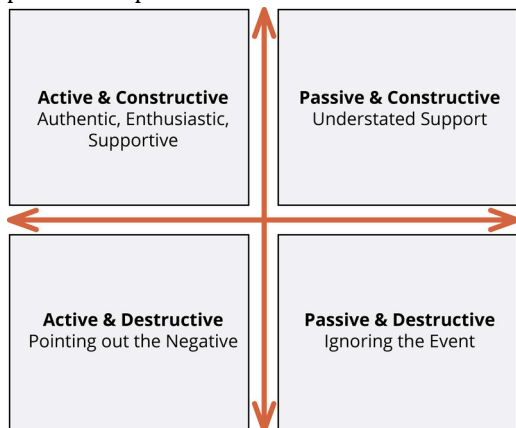 Active & Constructive
Authentic, Enthusiastic,
Supportive
Passive & Constructive
Understated Support
Active & Destructive
Pointing out the Negative
Passive & Destructive
Ignoring the Event